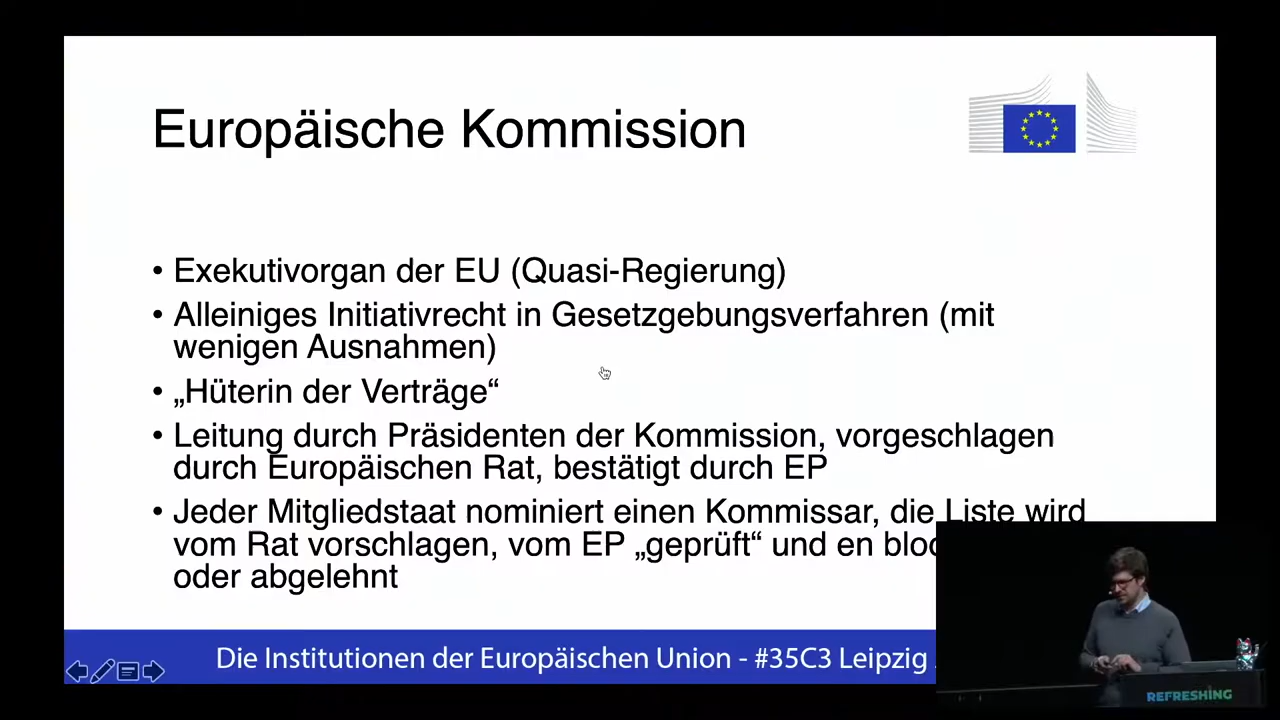 Europäische Kommission
• Exekutivorgan der EU (Quasi-Regierung)
• Alleiniges Initiativrecht in Gesetzgebungsverfahren (mit
wenigen Ausnahmen)
• „Hüterin der Verträge“
• Leitung durch Präsidenten der Kommission, vorgeschlagen
durch Europäischen Rat, bestätigt durch EP
• Jeder Mitgliedstaat nominiert einen Kommissar, die Liste wird
vom Rat vorschlagen, vom EP „geprüft“ und en bloc
oder abgelehnt
Die Institutionen der Europäischen Union - #35C3 Leipzig
REFRESHING